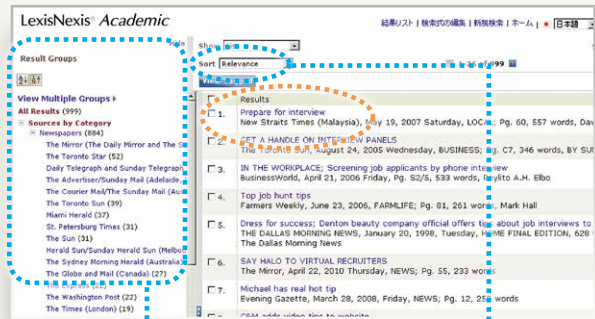 LexisNexis® Academic
結果リスト | 検索式の編集 | 新規検索 | ホーム | 日本語
Hide
Show
Result Groups
Sort Relevance
1-25 of 999
View Multiple Groups
All Results (999)
Sources by Category
Newspapers (884)
The Mirror (The Daily Mirror and The S
The Toronto Star (52)
Daily Telegraph and Sunday Telegraph
The Advertiser/Sunday Mail (Adelaide,
The Courier Mail/The Sunday Mail (Aus
The Toronto Sun (39)
Miami Herald (37)
St. Petersburg Times (31)
The Sun (31)
Herald Sun/Sunday Herald Sun (Melbo
The Sydney Morning Herald (Australia)
The Globe and Mail (Canada) (27)
The Express (22)
The Washington Post (22)
The Times (London) (19)
Results
1. Prepare for interview
New Straits Times (Malaysia), May 19, 2007 Saturday, LOCAL; Pg. 60, 557 words, Dav
2. GET A HANDLE ON INTERVIEW PANELS
The Toronto Sun, August 24, 2005 Wednesday, BUSINESS; Pg. C7, 346 words, BY SU
3. IN THE WORKPLACE; Screening job applicants by phone interview
BusinessWorld, April 21, 2006 Friday, Pg. S2/5, 533 words, Paylito A.H. Elbo
4. Top job hunt tips
Farmers Weekly, June 23, 2006, FARMLIFE; Pg. 81, 261 words, Mark Hall
5. Dress for success; Denton beauty company official offers tips about job interviews to
THE DALLAS MORNING NEWS, January 20, 1998, Tuesday, HOME FINAL EDITION, 628
The Dallas Morning News
6. SAY HALO TO VIRTUAL RECRUITERS
The Mirror, April 22, 2010 Thursday, NEWS; Pg. 55, 233 words
7. Michael has real hot tip
Evening Gazette, March 28, 2008, Friday, NEWS; Pg. 12, words